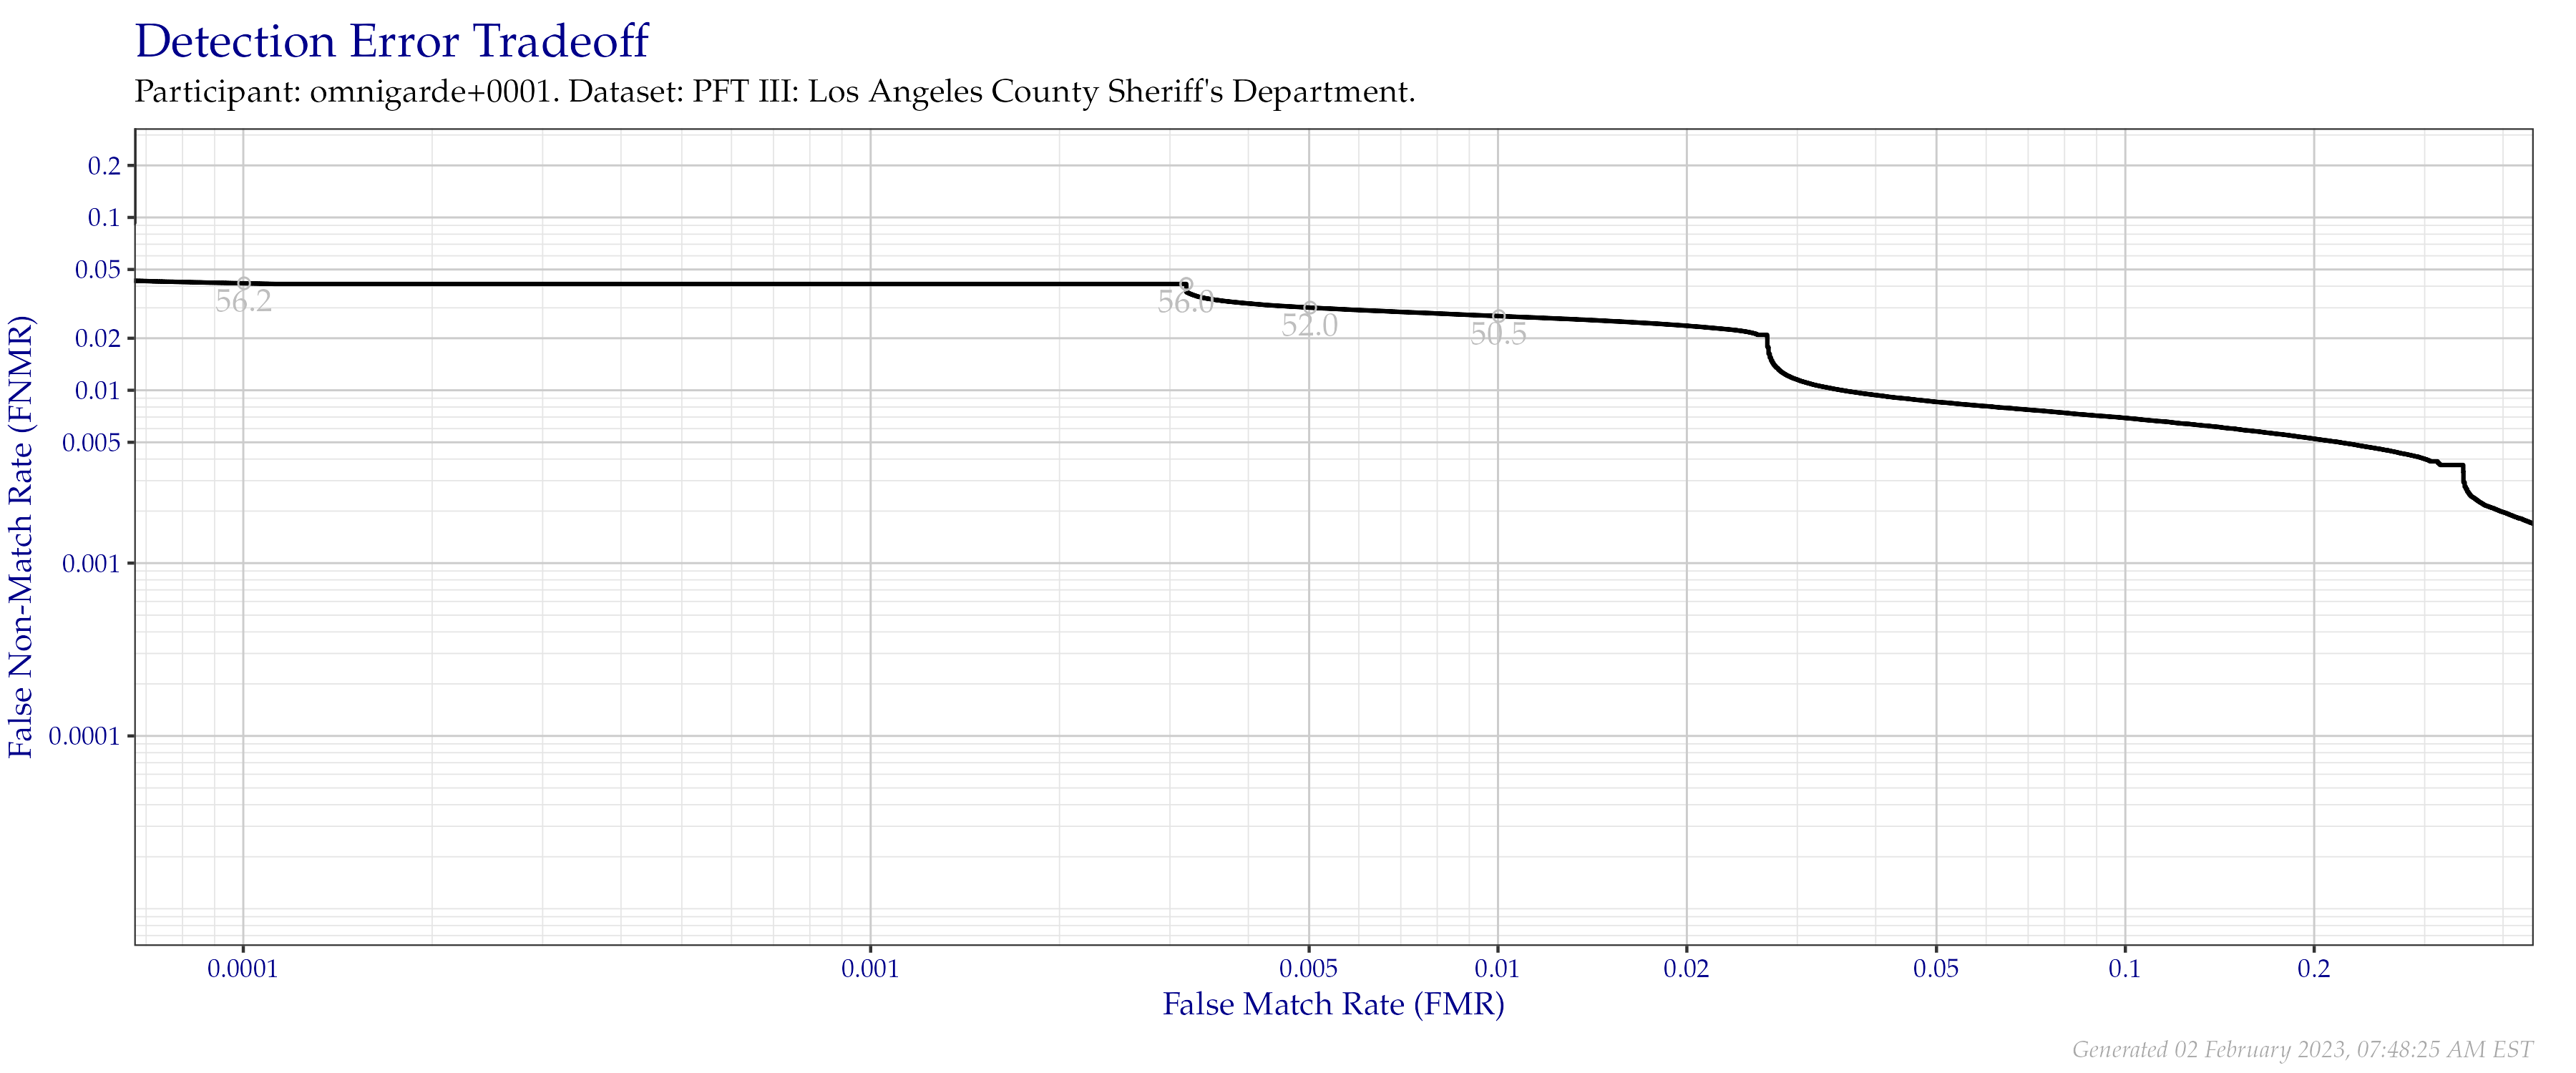 Detection Error Tradeoff
Participant: omnigarde+0001. Dataset: PFT III: Los Angeles County Sheriff's Department.
False Non-Match Rate (FNMR)
0.2
0.1
0.05
0.02
0.01
0.005
0.001
0.0001
56.2
56.0
52.0
50.5
0.0001 0.001 0.005 0.01 0.02 0.05 0.1 0.2
False Match Rate (FMR)
Generated 02 February 2023, 07:48:25 AM EST